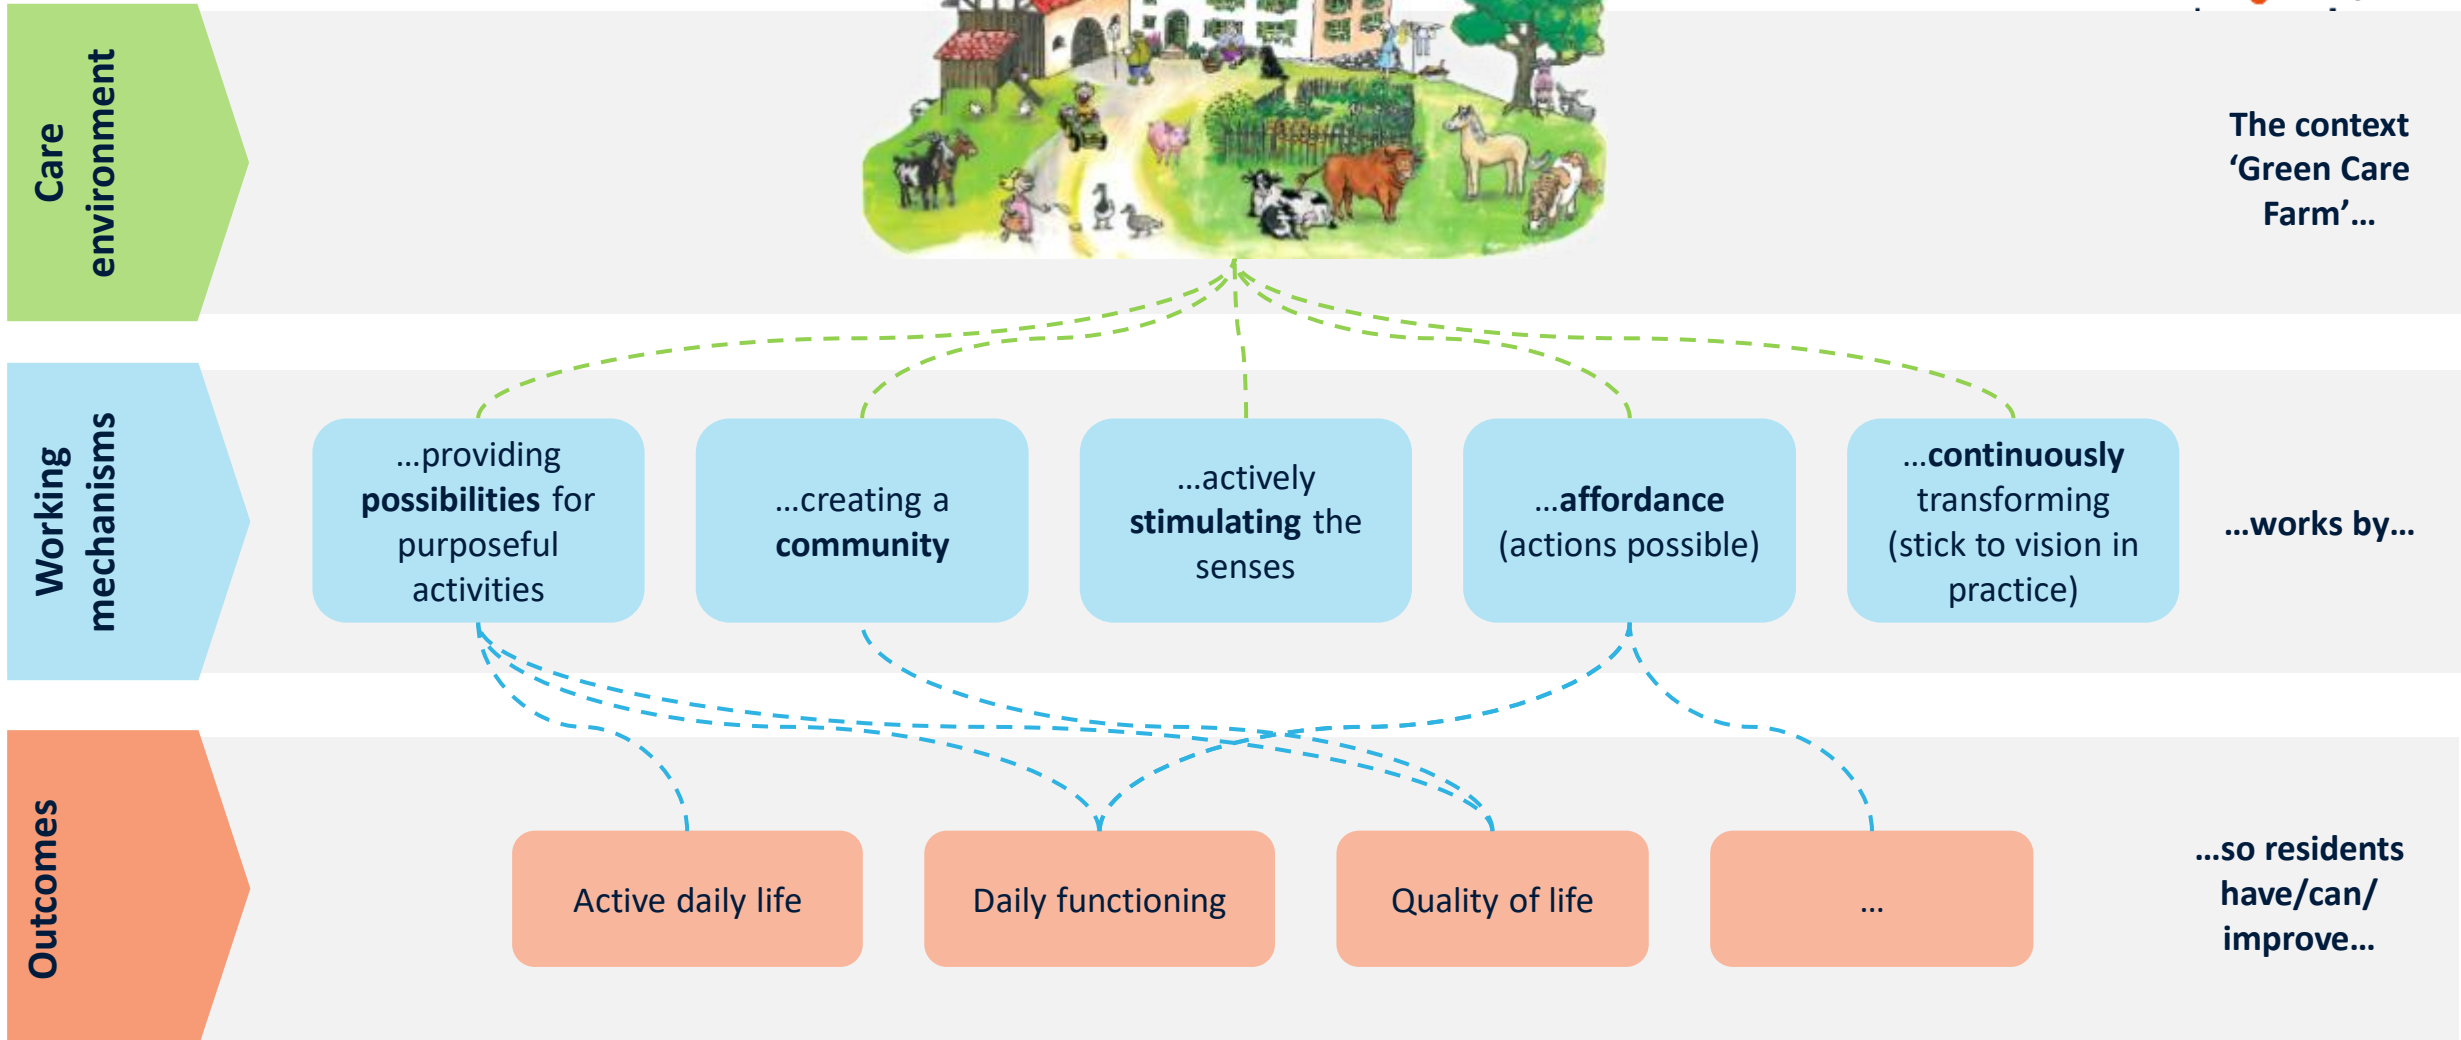 Care
environment
The context
‘Green Care
Farm’...
Working
mechanisms
...providing
possibilities for
purposeful
activities
...creating a
community
...actively
stimulating the
senses
...affordance
(actions possible)
...continuously
transforming
(stick to vision in
practice)
...works by...
Outcomes
Active daily life
Daily functioning
Quality of life
...
...so residents
have/can/
improve...